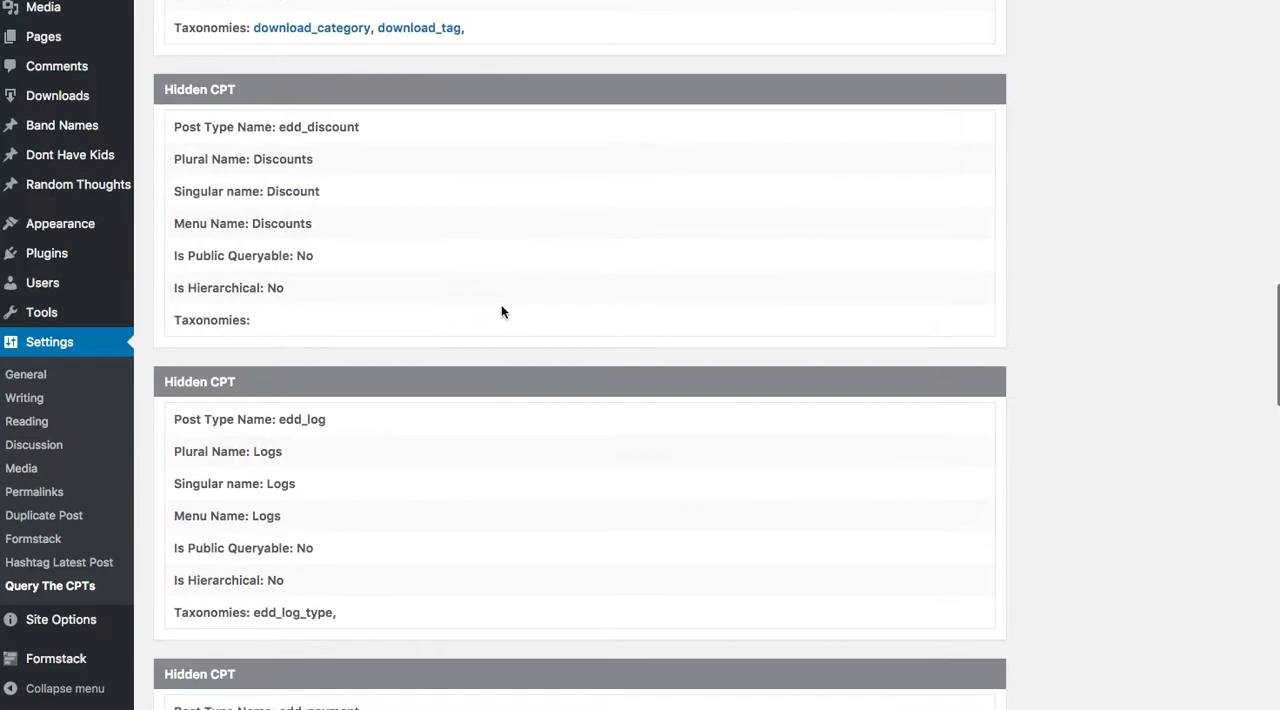 Media
Pages
Comments
Downloads
Band Names
Dont Have Kids
Random Thoughts
Appearance
Plugins
Users
Tools
Settings
General
Writing
Reading
Discussion
Media
Permalinks
Duplicate Post
Formstack
Hashtag Latest Post
Query The CPTs
Site Options
Formstack
Collapse menu
Taxonomies: download_category, download_tag,
Hidden CPT
Post Type Name: edd_discount
Plural Name: Discounts
Singular name: Discount
Menu Name: Discounts
Is Public Queryable: No
Is Hierarchical: No
Taxonomies:
Hidden CPT
Post Type Name: edd_log
Plural Name: Logs
Singular name: Logs
Menu Name: Logs
Is Public Queryable: No
Is Hierarchical: No
Taxonomies: edd_log_type,
Hidden CPT
Post Type Name: edd_payment